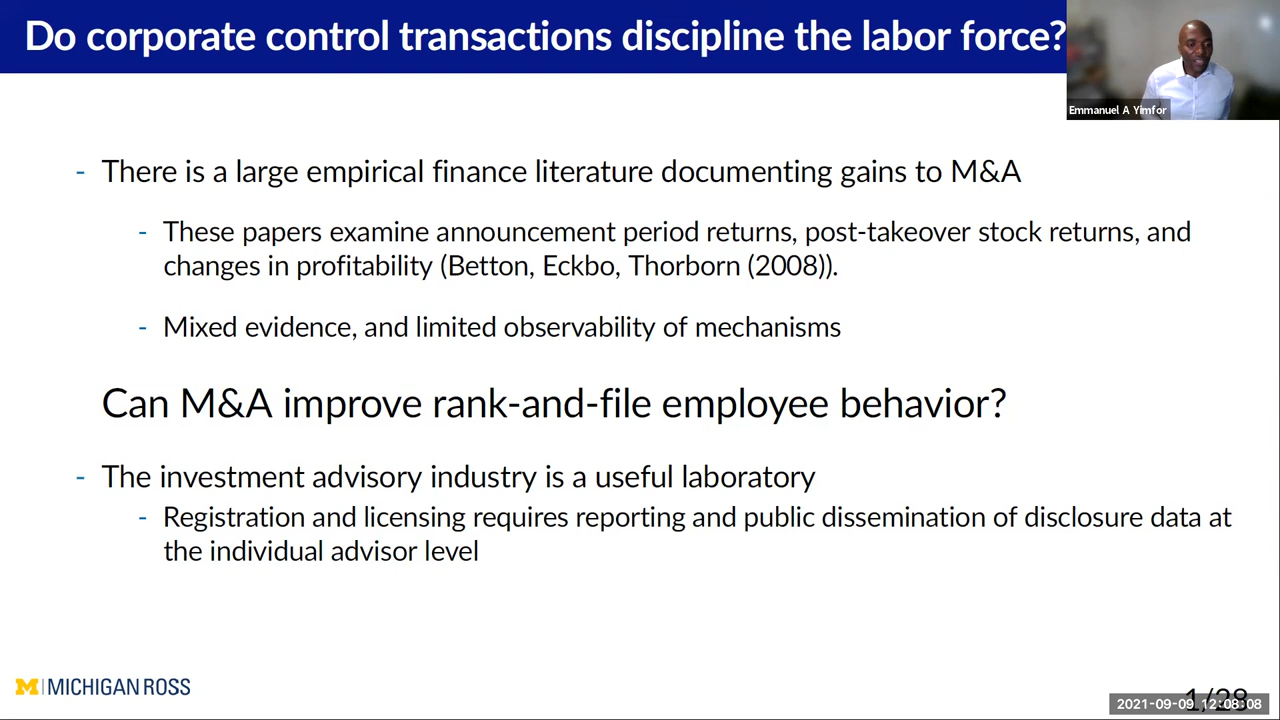 Do corporate control transactions discipline the labor force?
Emmanuel A Yimfor
- There is a large empirical finance literature documenting gains to M&A
- These papers examine announcement period returns, post-takeover stock returns, and
changes in profitability (Betton, Eckbo, Thorborn (2008)).
- Mixed evidence, and limited observability of mechanisms
Can M&A improve rank-and-file employee behavior?
- The investment advisory industry is a useful laboratory
- Registration and licensing requires reporting and public dissemination of disclosure data at
the individual advisor level
M | MICHIGAN ROSS
1/28
2021-09-09 12:08:08